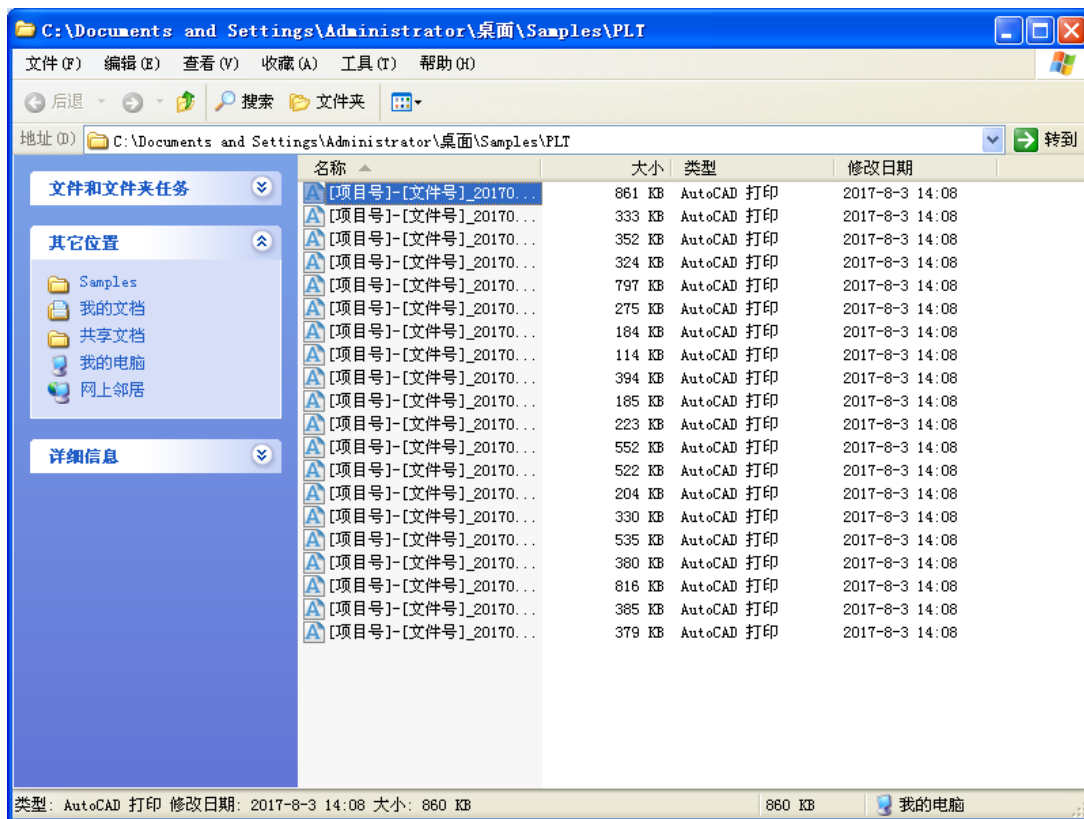 C:\Documents and Settings\Administrator\桌面\Samples\PLT
文件(F) 编辑(E) 查看(V) 收藏(A) 工具(T) 帮助(H)
后退 搜索 文件夹
地址(D) C:\Documents and Settings\Administrator\桌面\Samples\PLT 转到
文件和文件夹任务
其它位置
Samples
我的文档
共享文档
我的电脑
网上邻居
详细信息
名称 大小 类型 修改日期
[项目号]-[文件号]_20170... 861 KB AutoCAD 打印 2017-8-3 14:08
[项目号]-[文件号]_20170... 333 KB AutoCAD 打印 2017-8-3 14:08
[项目号]-[文件号]_20170... 352 KB AutoCAD 打印 2017-8-3 14:08
[项目号]-[文件号]_20170... 324 KB AutoCAD 打印 2017-8-3 14:08
[项目号]-[文件号]_20170... 797 KB AutoCAD 打印 2017-8-3 14:08
[项目号]-[文件号]_20170... 275 KB AutoCAD 打印 2017-8-3 14:08
[项目号]-[文件号]_20170... 184 KB AutoCAD 打印 2017-8-3 14:08
[项目号]-[文件号]_20170... 114 KB AutoCAD 打印 2017-8-3 14:08
[项目号]-[文件号]_20170... 394 KB AutoCAD 打印 2017-8-3 14:08
[项目号]-[文件号]_20170... 185 KB AutoCAD 打印 2017-8-3 14:08
[项目号]-[文件号]_20170... 223 KB AutoCAD 打印 2017-8-3 14:08
[项目号]-[文件号]_20170... 552 KB AutoCAD 打印 2017-8-3 14:08
[项目号]-[文件号]_20170... 522 KB AutoCAD 打印 2017-8-3 14:08
[项目号]-[文件号]_20170... 204 KB AutoCAD 打印 2017-8-3 14:08
[项目号]-[文件号]_20170... 330 KB AutoCAD 打印 2017-8-3 14:08
[项目号]-[文件号]_20170... 535 KB AutoCAD 打印 2017-8-3 14:08
[项目号]-[文件号]_20170... 380 KB AutoCAD 打印 2017-8-3 14:08
[项目号]-[文件号]_20170... 816 KB AutoCAD 打印 2017-8-3 14:08
[项目号]-[文件号]_20170... 385 KB AutoCAD 打印 2017-8-3 14:08
[项目号]-[文件号]_20170... 379 KB AutoCAD 打印 2017-8-3 14:08
类型: AutoCAD 打印 修改日期: 2017-8-3 14:08 大小: 860 KB 860 KB 我的电脑